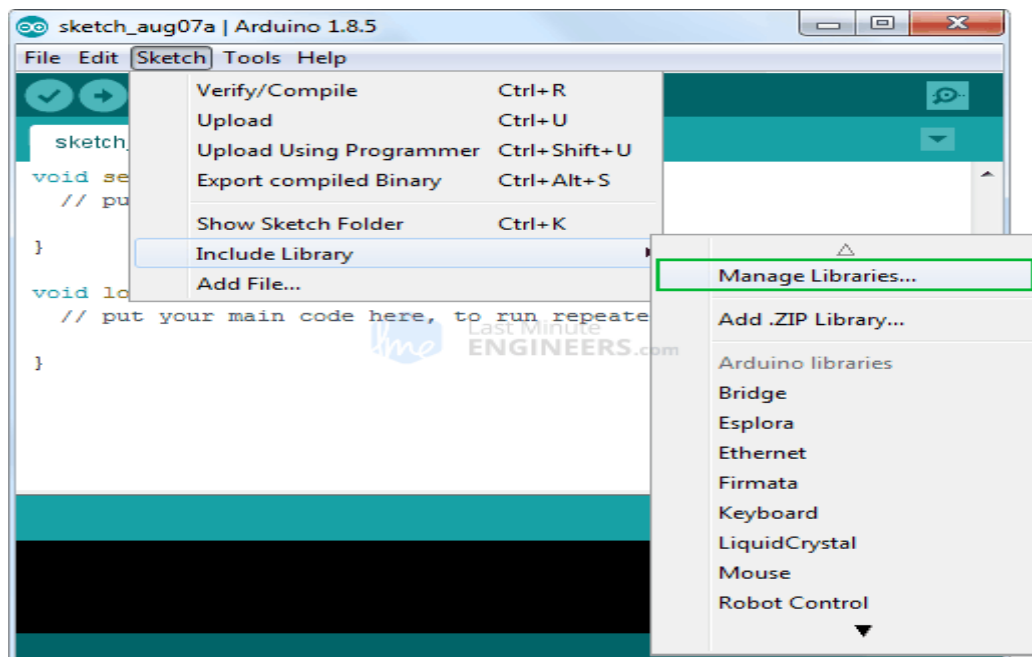 sketch_aug07a | Arduino 1.8.5
File Edit Sketch Tools Help
Verify/Compile Ctrl+R
Upload Ctrl+U
sketch_
Upload Using Programmer Ctrl+Shift+U
void se
Export compiled Binary Ctrl+Alt+S
// pu
Show Sketch Folder Ctrl+K
}
Include Library
Manage Libraries...
Add File...
void lo
// put your main code here, to run repeate
Add .ZIP Library...
Last Minute
ENGINEERS.com
lme
}
Arduino libraries
Bridge
Esplora
Ethernet
Firmata
Keyboard
LiquidCrystal
Mouse
Robot Control